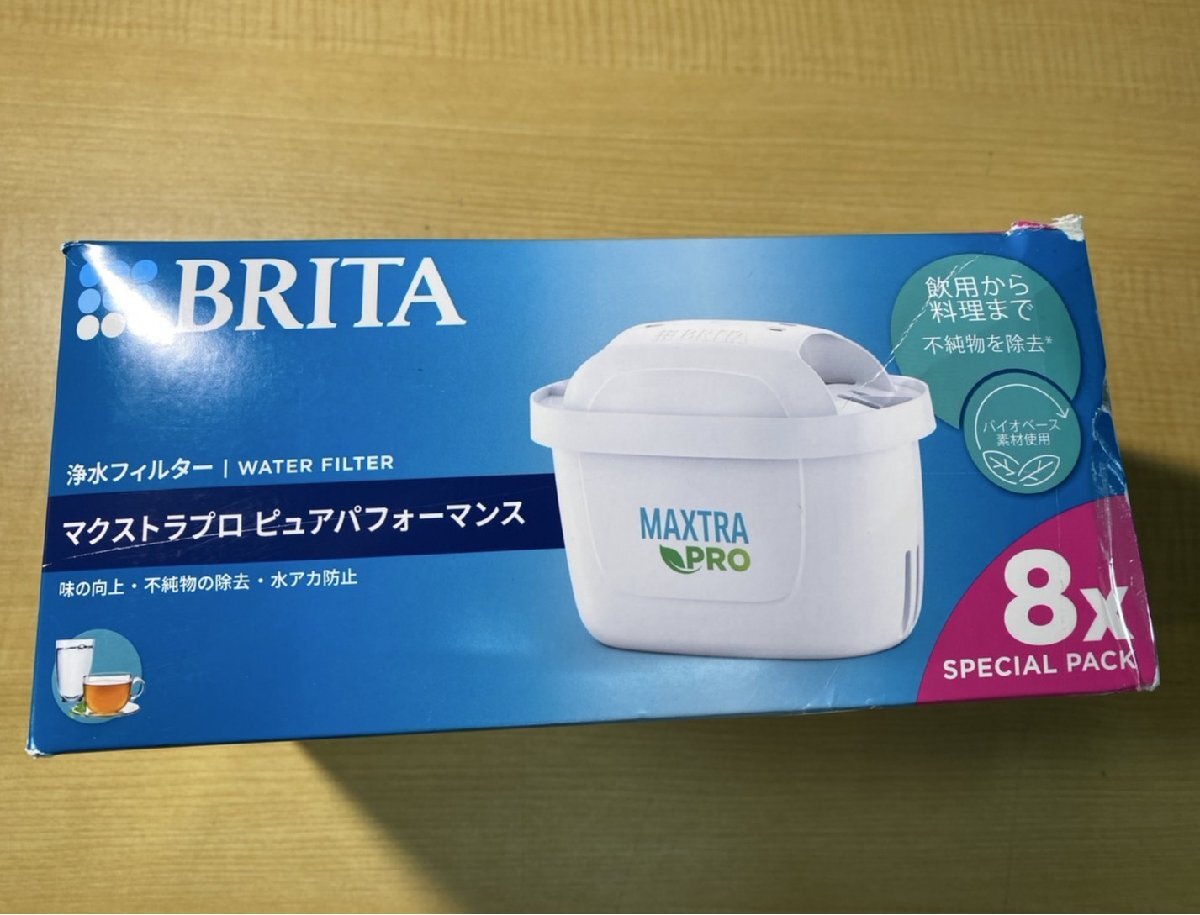 BRITA
飲用から
料理まで
不純物を除去*
バイオベース
素材使用
浄水フィルター | WATER FILTER
マクストラプロ ピュアパフォーマンス
味の向上・不純物の除去・水アカ防止
BRITA
MAXTRA
PRO
8x
SPECIAL PACK